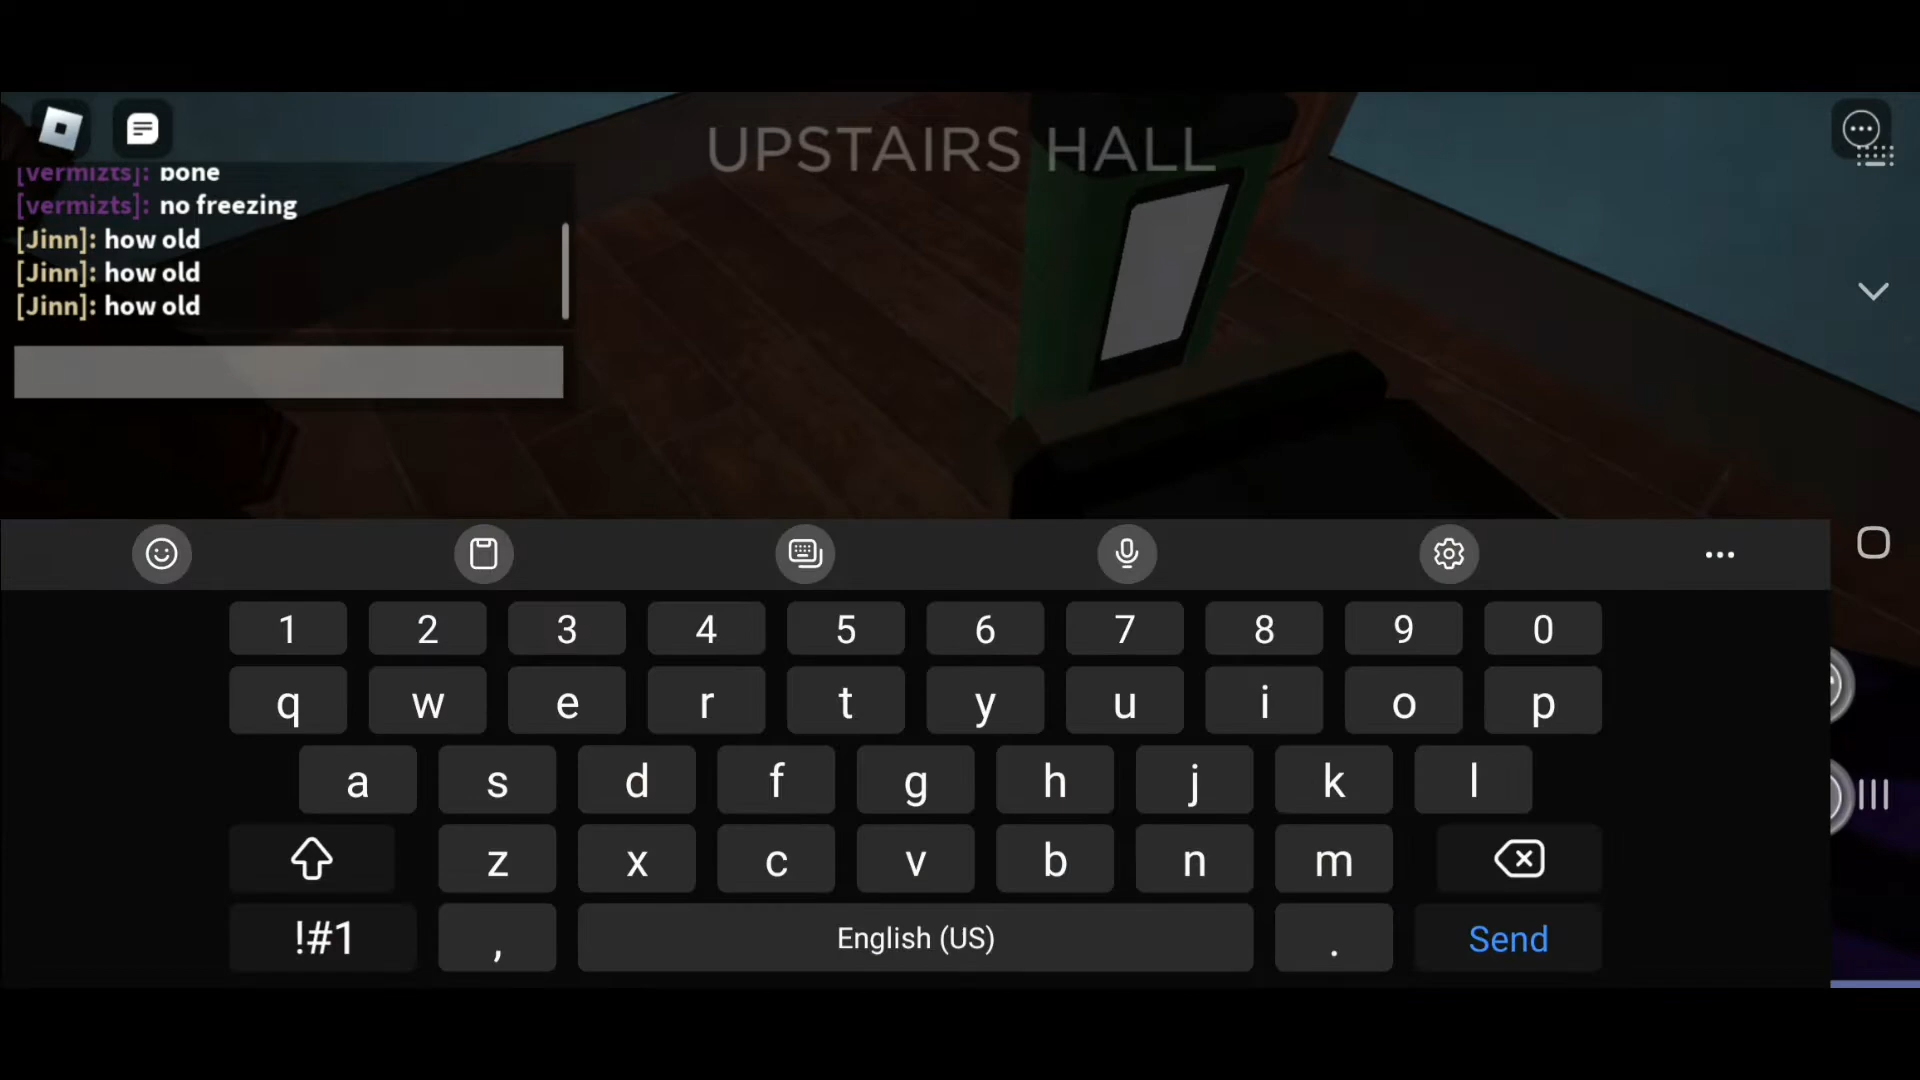 UPSTAIRS HALL
[vermizts]: bone
[vermizts]: no freezing
[Jinn]: how old
[Jinn]: how old
[Jinn]: how old
1 2 3 4 5 6 7 8 9 0
q w e r t y u i o p
a s d f g h j k l
z x c v b n m
!#1 , English (US) . Send